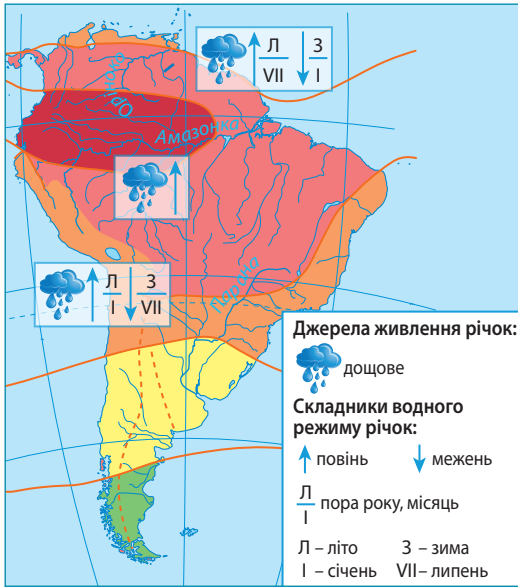 Л
VII
З
I
Оріноко
Амазонка
Л
I
З
VII
Парана
Джерела живлення річок:
дощове
Складники водного
режиму річок:
повінь межень
Л
I
пора року, місяць
Л – літо З – зима
I – січень VII– липень